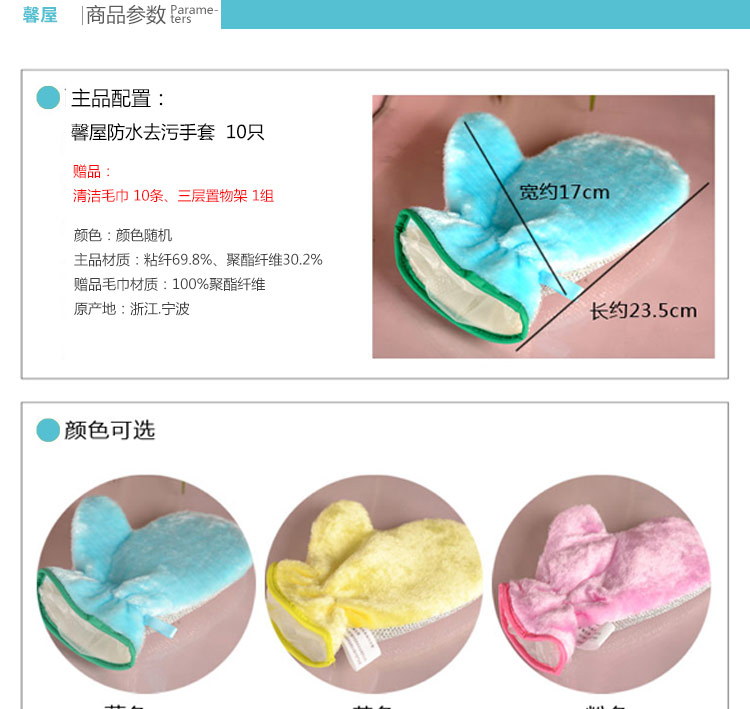 馨屋 商品参数 Parame-
ters
主品配置：
馨屋防水去污手套 10只
赠品：
清洁毛巾 10条、三层置物架 1组
颜色：颜色随机
主品材质：粘纤69.8%、聚酯纤维30.2%
赠品毛巾材质：100%聚酯纤维
原产地：浙江.宁波
宽约17cm
长约23.5cm
颜色可选